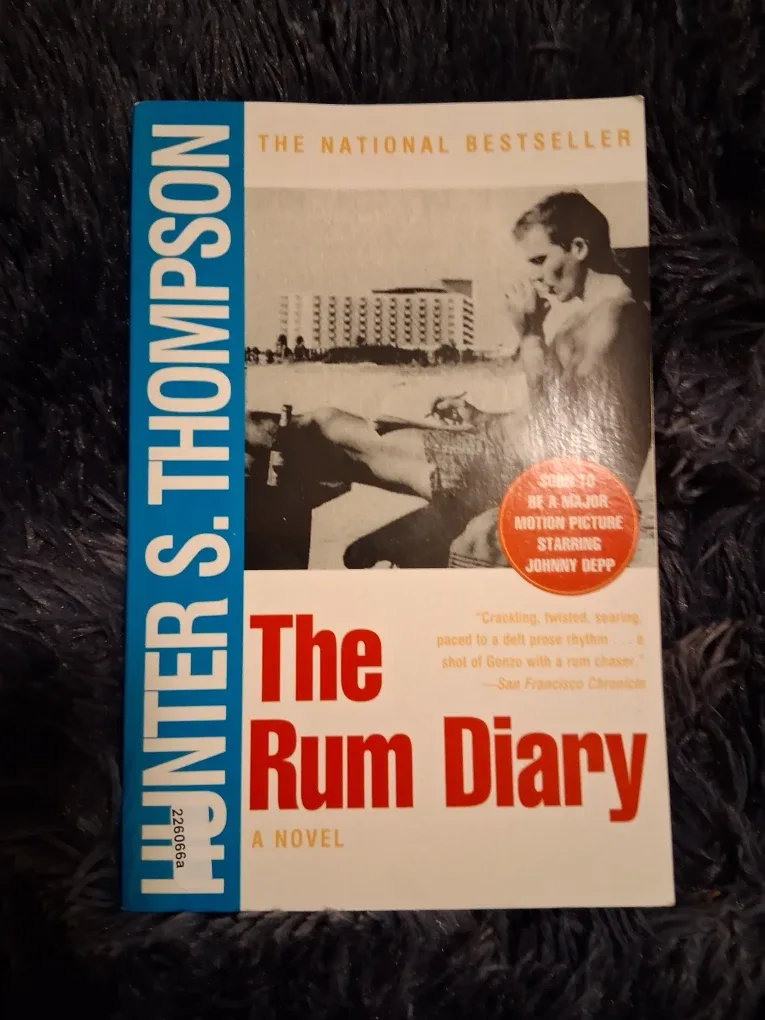 THE NATIONAL BESTSELLER
HUNTER S. THOMPSON
SOON TO
BE A MAJOR
MOTION PICTURE
STARRING
JOHNNY DEPP
"Crackling, twisted, searing,
paced to a deft prose rhythm . . . a
shot of Gonzo with a rum chaser."
—San Francisco Chronicle
The
Rum Diary
A NOVEL
226066a